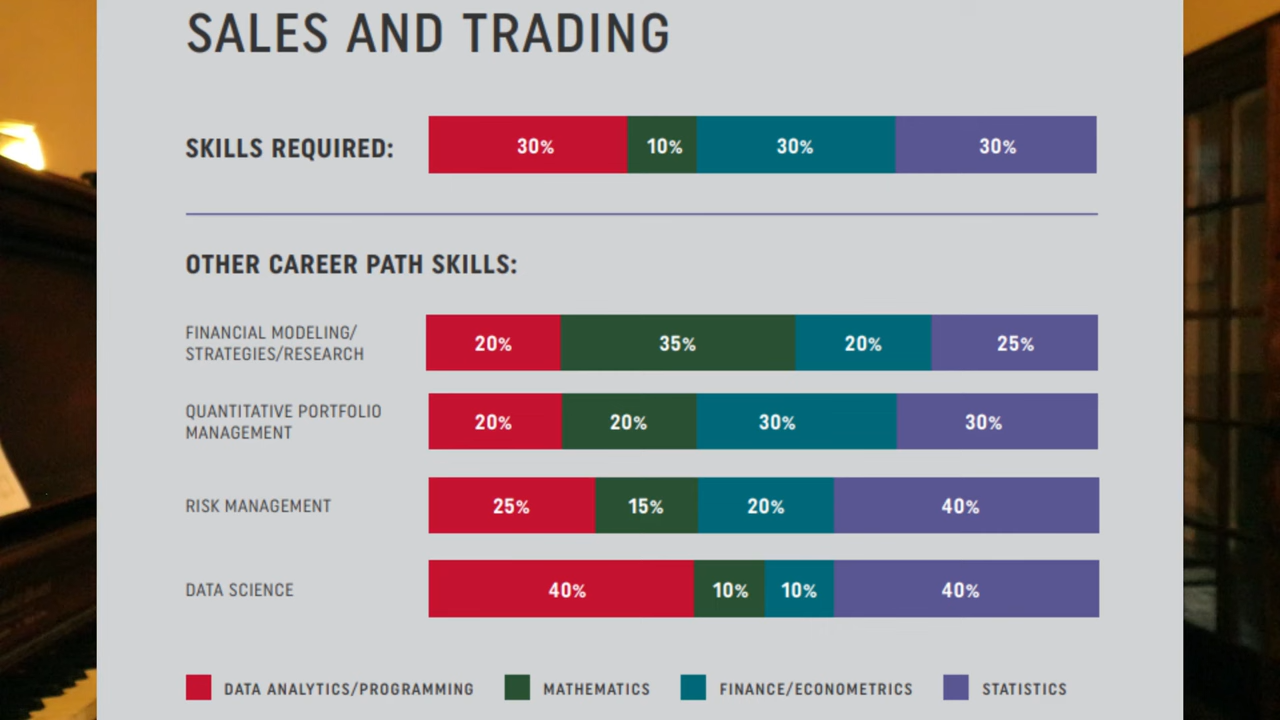 SALES AND TRADING
SKILLS REQUIRED: 30% 10% 30% 30%
OTHER CAREER PATH SKILLS:
FINANCIAL MODELING/
STRATEGIES/RESEARCH
20% 35% 20% 25%
QUANTITATIVE PORTFOLIO
MANAGEMENT
20% 20% 30% 30%
RISK MANAGEMENT 25% 15% 20% 40%
DATA SCIENCE 40% 10% 10% 40%
DATA ANALYTICS/PROGRAMMING MATHEMATICS FINANCE/ECONOMETRICS STATISTICS